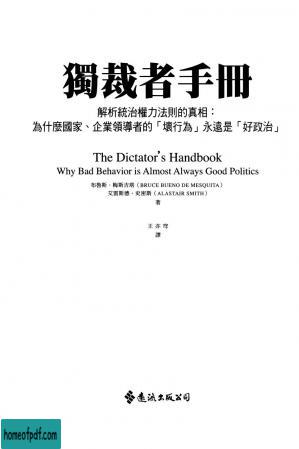 獨裁者手冊
解析統治權力法則的真相：
為什麼國家、企業領導者的「壞行為」永遠是「好政治」
The Dictator's Handbook
Why Bad Behavior is Almost Always Good Politics
布魯斯・梅斯吉塔（BRUCE BUENO DE MESQUITA）
艾雷斯德・史密斯（ALASTAIR SMITH）
著
王亦穹
譯
遠流出版公司
homeofpdf.com